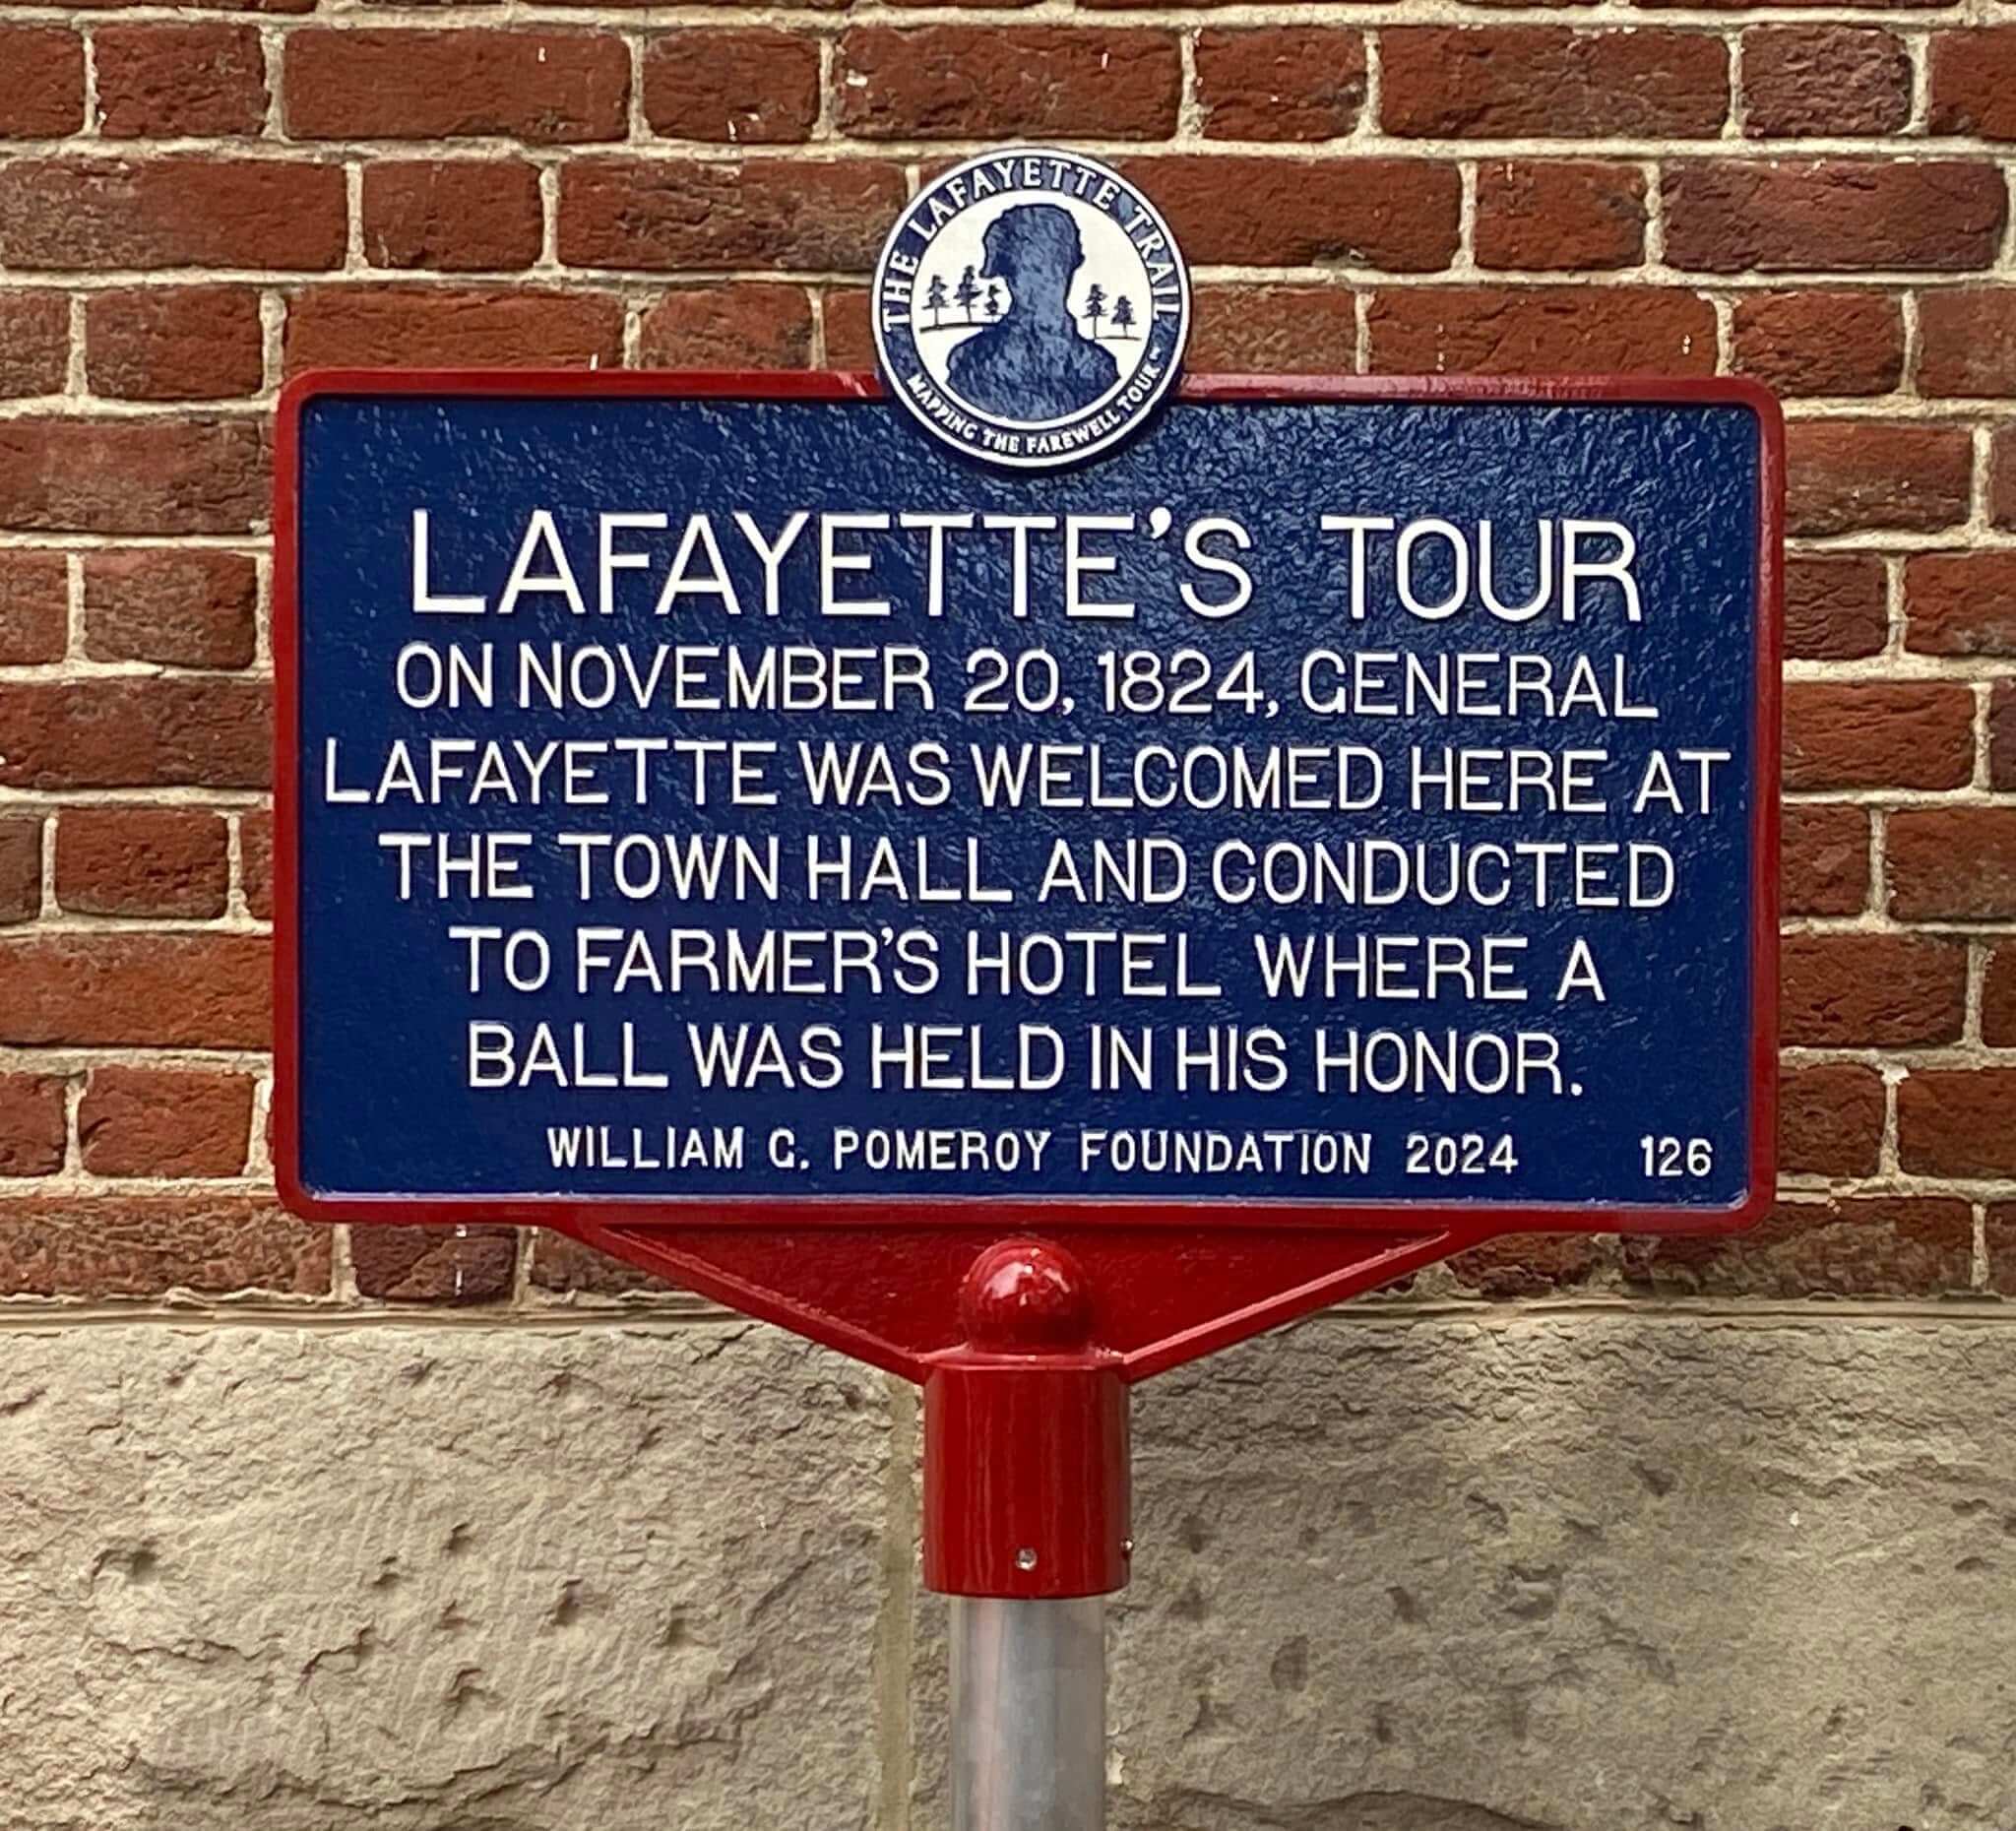 THE LAFAYETTE TRAIL
MAPPING THE FAREWELL TOUR
LAFAYETTE'S TOUR
ON NOVEMBER 20, 1824, GENERAL
LAFAYETTE WAS WELCOMED HERE AT
THE TOWN HALL AND CONDUCTED
TO FARMER'S HOTEL WHERE A
BALL WAS HELD IN HIS HONOR.
WILLIAM G. POMEROY FOUNDATION 2024 126